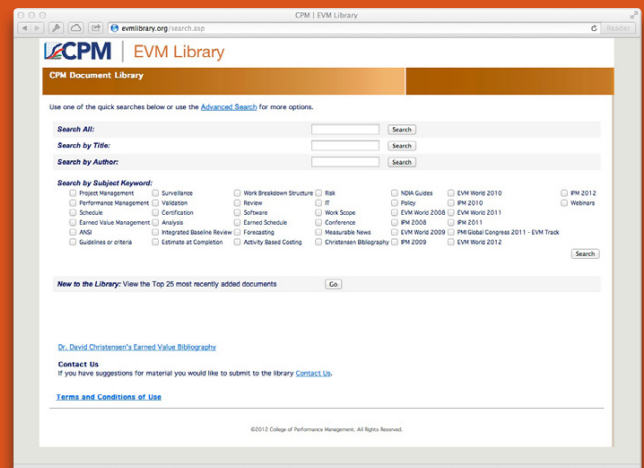 CPM | EVM Library
evmlibrary.org/search.asp
Reader
CPM | EVM Library
CPM Document Library
Use one of the quick searches below or use the Advanced Search for more options.
Search All: Search
Search by Title: Search
Search by Author: Search
Search by Subject Keyword:
Project Management Surveillance Work Breakdown Structure Risk NDIA Guides EVM World 2010 IPM 2012
Performance Management Validation Review IT Policy IPM 2010 Webinars
Schedule Certification Software Work Scope EVM World 2008 EVM World 2011
Earned Value Management Analysis Earned Schedule Conference IPM 2008 IPM 2011
ANSI Integrated Baseline Review Forecasting Measurable News EVM World 2009 PMI Global Congress 2011 - EVM Track
Guidelines or criteria Estimate at Completion Activity Based Costing Christensen Bibliography IPM 2009 EVM World 2012
Search
New to the Library: View the Top 25 most recently added documents Go
Dr. David Christensen's Earned Value Bibliography
Contact Us
If you have suggestions for material you would like to submit to the library Contact Us.
Terms and Conditions of Use
©2012 College of Performance Management. All Rights Reserved.